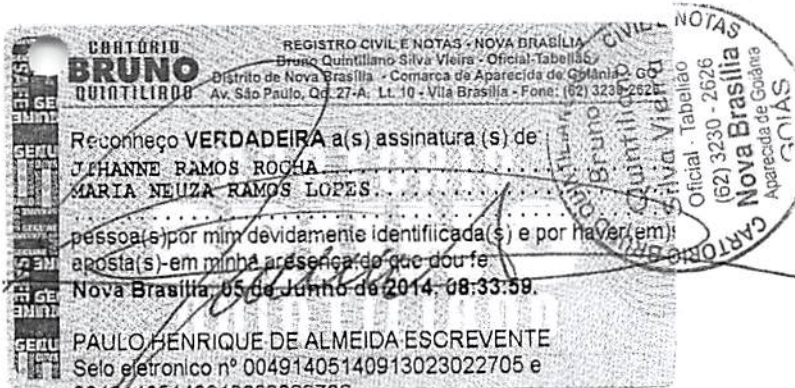 CARTÓRIO
BRUNO
QUINTILIANO
REGISTRO CIVIL E NOTAS - NOVA BRASÍLIA
Bruno Quintiliano Silva Vieira - Oficial-Tabelião
Distrito de Nova Brasília - Comarca de Aparecida de Goiânia - GO
Av. São Paulo, Qd. 27-A, Lt. 10 - Vila Brasília - Fone: (62) 3230-2626
Reconheço VERDADEIRA a(s) assinatura (s) de
JIHANNE RAMOS ROCHA
MARIA NEUZA RAMOS LOPES
pessoa(s)por mim devidamente identifiicada(s) e por haver(em)
aposta(s)-em minha presença,do que dou fe.
Nova Brasília, 05 de Junho de 2014, 08:33:59.
PAULO HENRIQUE DE ALMEIDA-ESCREVENTE
Selo eletronico nº 00491405140913023022705 e
CIVIL E NOTAS
CARTÓRIO BRUNO QUINTILIANO
Bruno
Quintiliano
Silva Vieira
Oficial - Tabelião
(62) 3230 - 2626
Nova Brasília
Aparecida de Goiânia
GOIÁS